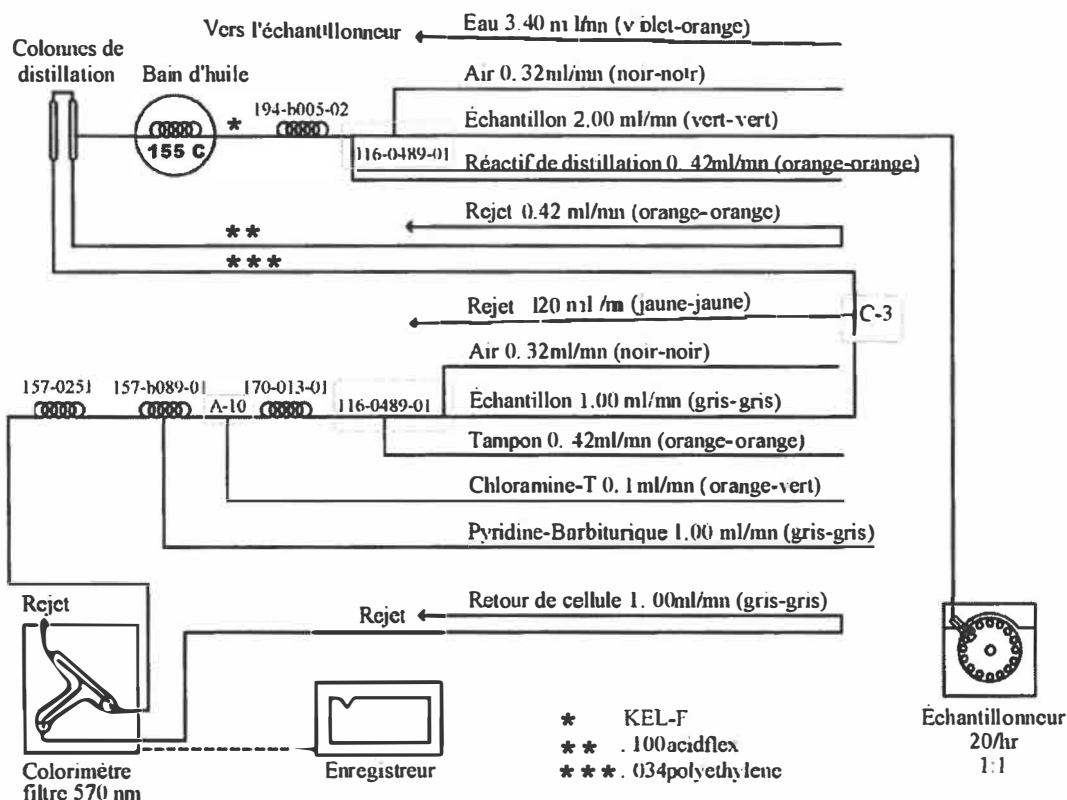 Vers l'échantillonneur
Eau 3.40 ml/mn (violet-orange)
Colonnes de
distillation
Bain d'huile
Air 0.32ml/mn (noir-noir)
194-b005-02
*
Échantillon 2.00 ml/mn (vert-vert)
155 C
116-0489-01
Réactif de distillation 0.42ml/mn (orange-orange)
Rejet 0.42 ml/mn (orange-orange)
**
***
Rejet 120 ml /m (jaune-jaune)
C-3
Air 0.32ml/mn (noir-noir)
157-0251
157-b089-01
A-10
170-013-01
116-0489-01
Échantillon 1.00 ml/mn (gris-gris)
Tampon 0.42ml/mn (orange-orange)
Chloramine-T 0.1ml/mn (orange-vert)
Pyridine-Barbiturique 1.00 ml/mn (gris-gris)
Rejet
Rejet
Retour de cellule 1.00ml/mn (gris-gris)
Colorimètre
filtre 570 nm
Enregistreur
* KEL-F
** .100acidflex
*** .034polyethylene
Échantillonneur
20/hr
1:1